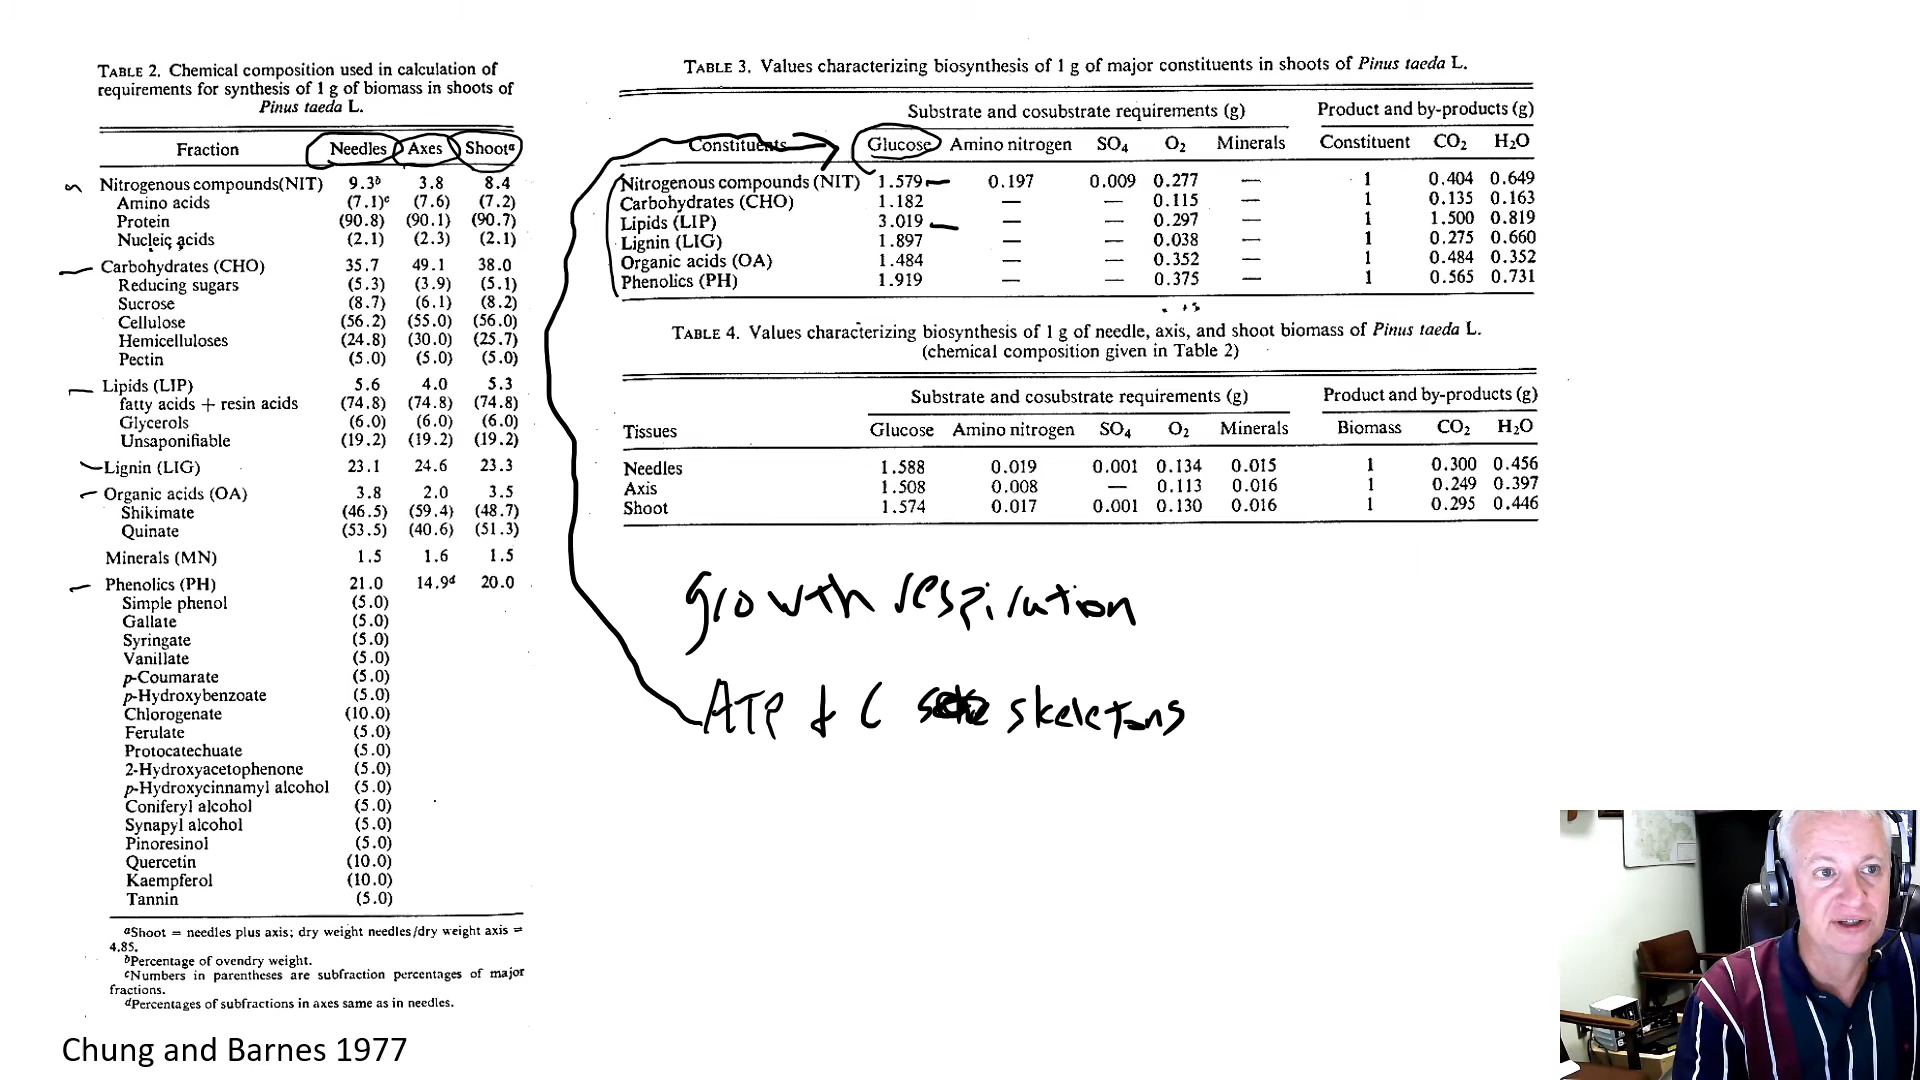 TABLE 2. Chemical composition used in calculation of
requirements for synthesis of 1 g of biomass in shoots of
Pinus taeda L.
Fraction Needles Axes Shootᵃ
Nitrogenous compounds(NIT) 9.3ᵇ 3.8 8.4
Amino acids (7.1)ᶜ (7.6) (7.2)
Protein (90.8) (90.1) (90.7)
Nucleic acids (2.1) (2.3) (2.1)
Carbohydrates (CHO) 35.7 49.1 38.0
Reducing sugars (5.3) (3.9) (5.1)
Sucrose (8.7) (6.1) (8.2)
Cellulose (56.2) (55.0) (56.0)
Hemicelluloses (24.8) (30.0) (25.7)
Pectin (5.0) (5.0) (5.0)
Lipids (LIP) 5.6 4.0 5.3
fatty acids + resin acids (74.8) (74.8) (74.8)
Glycerols (6.0) (6.0) (6.0)
Unsaponifiable (19.2) (19.2) (19.2)
Lignin (LIG) 23.1 24.6 23.3
Organic acids (OA) 3.8 2.0 3.5
Shikimate (46.5) (59.4) (48.7)
Quinate (53.5) (40.6) (51.3)
Minerals (MN) 1.5 1.6 1.5
Phenolics (PH) 21.0 14.9ᵈ 20.0
Simple phenol (5.0)
Gallate (5.0)
Syringate (5.0)
Vanillate (5.0)
p-Coumarate (5.0)
p-Hydroxybenzoate (5.0)
Chlorogenate (10.0)
Ferulate (5.0)
Protocatechuate (5.0)
2-Hydroxyacetophenone (5.0)
p-Hydroxycinnamyl alcohol (5.0)
Coniferyl alcohol (5.0)
Synapyl alcohol (5.0)
Pinoresinol (5.0)
Quercetin (10.0)
Kaempferol (10.0)
Tannin (5.0)
ᵃShoot = needles plus axis; dry weight needles/dry weight axis =
4.85.
ᵇPercentage of ovendry weight.
ᶜNumbers in parentheses are subfraction percentages of major
fractions.
ᵈPercentages of subfractions in axes same as in needles.
Chung and Barnes 1977
TABLE 3. Values characterizing biosynthesis of 1 g of major constituents in shoots of Pinus taeda L.
Substrate and cosubstrate requirements (g) Product and by-products (g)
Constituents Glucose Amino nitrogen SO₄ O₂ Minerals Constituent CO₂ H₂O
Nitrogenous compounds (NIT) 1.579 0.197 0.009 0.277 — 1 0.404 0.649
Carbohydrates (CHO) 1.182 — — 0.115 — 1 0.135 0.163
Lipids (LIP) 3.019 — — 0.297 — 1 1.500 0.819
Lignin (LIG) 1.897 — — 0.038 — 1 0.275 0.660
Organic acids (OA) 1.484 — — 0.352 — 1 0.484 0.352
Phenolics (PH) 1.919 — — 0.375 — 1 0.565 0.731
TABLE 4. Values characterizing biosynthesis of 1 g of needle, axis, and shoot biomass of Pinus taeda L.
(chemical composition given in Table 2)
Substrate and cosubstrate requirements (g) Product and by-products (g)
Tissues Glucose Amino nitrogen SO₄ O₂ Minerals Biomass CO₂ H₂O
Needles 1.588 0.019 0.001 0.134 0.015 1 0.300 0.456
Axis 1.508 0.008 — 0.113 0.016 1 0.249 0.397
Shoot 1.574 0.017 0.001 0.130 0.016 1 0.295 0.446
growth respiration
ATP & C skeletons